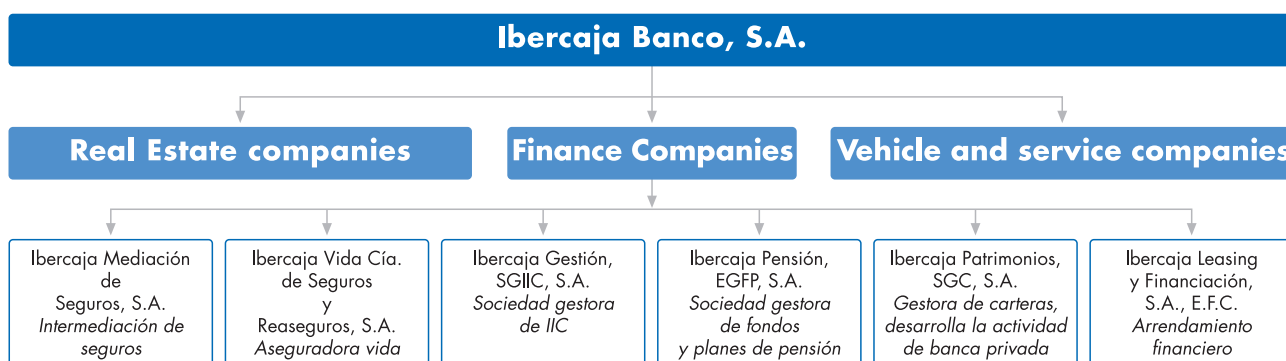 Ibercaja Banco, S.A.
Real Estate companies
Finance Companies
Vehicle and service companies
Ibercaja Mediación
de
Seguros, S.A.
Intermediación de
seguros
Ibercaja Vida Cía.
de Seguros
y
Reaseguros, S.A.
Aseguradora vida
Ibercaja Gestión,
SGIIC, S.A.
Sociedad gestora
de IIC
Ibercaja Pensión,
EGFP, S.A.
Sociedad gestora
de fondos
y planes de pensión
Ibercaja Patrimonios,
SGC, S.A.
Gestora de carteras,
desarrolla la actividad
de banca privada
Ibercaja Leasing
y Financiación,
S.A., E.F.C.
Arrendamiento
financiero